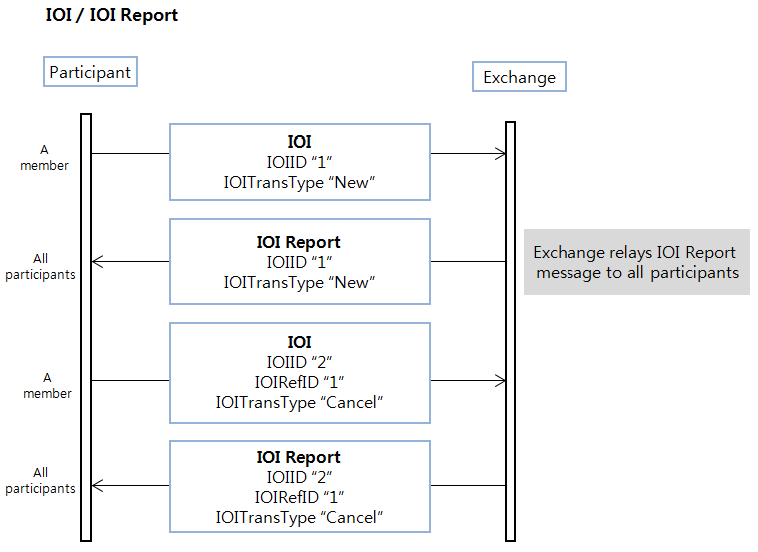 IOI / IOI Report
Participant
Exchange
A
member
IOI
IOIID “1”
IOITransType “New”
All
participants
IOI Report
IOIID “1”
IOITransType “New”
Exchange relays IOI Report
message to all participants
A
member
IOI
IOIID “2”
IOIRefID “1”
IOITransType “Cancel”
All
participants
IOI Report
IOIID “2”
IOIRefID “1”
IOITransType “Cancel”